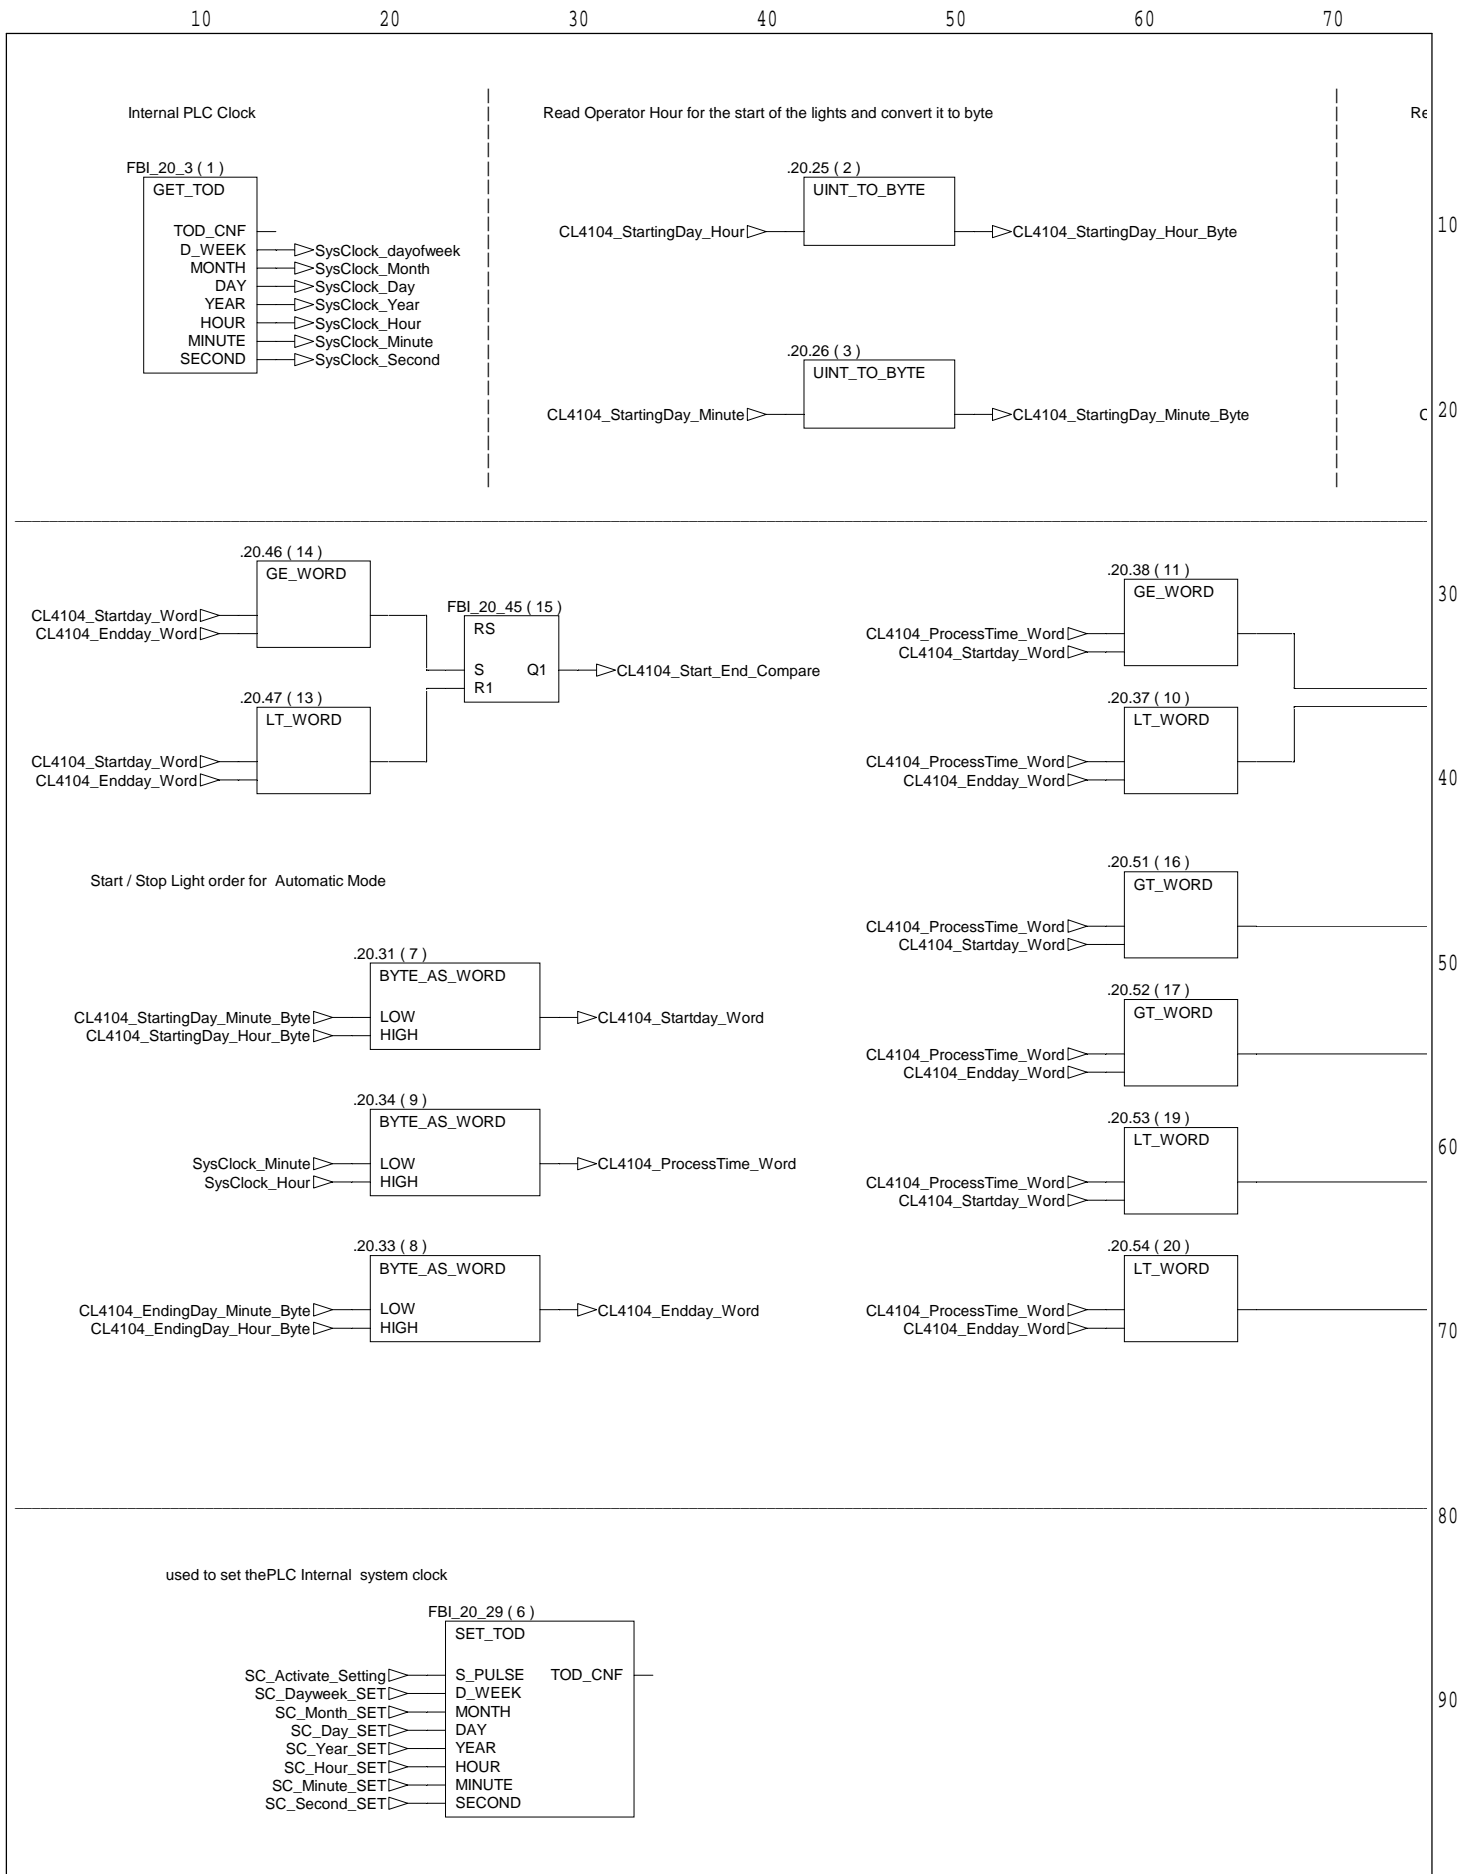 10 20 30 40 50 60 70
Internal PLC Clock
Read Operator Hour for the start of the lights and convert it to byte
Re
FBI_20_3 ( 1 )
GET_TOD
TOD_CNF
D_WEEK SysClock_dayofweek
MONTH SysClock_Month
DAY SysClock_Day
YEAR SysClock_Year
HOUR SysClock_Hour
MINUTE SysClock_Minute
SECOND SysClock_Second
.20.25 ( 2 )
UINT_TO_BYTE
CL4104_StartingDay_Hour CL4104_StartingDay_Hour_Byte
10
.20.26 ( 3 )
UINT_TO_BYTE
CL4104_StartingDay_Minute CL4104_StartingDay_Minute_Byte
C
20
.20.46 ( 14 )
GE_WORD
CL4104_Startday_Word
CL4104_Endday_Word
FBI_20_45 ( 15 )
RS
S Q1 CL4104_Start_End_Compare
R1
.20.47 ( 13 )
LT_WORD
CL4104_Startday_Word
CL4104_Endday_Word
.20.38 ( 11 )
GE_WORD
30
CL4104_ProcessTime_Word
CL4104_Startday_Word
.20.37 ( 10 )
LT_WORD
CL4104_ProcessTime_Word
CL4104_Endday_Word
40
Start / Stop Light order for Automatic Mode
.20.31 ( 7 )
BYTE_AS_WORD
CL4104_StartingDay_Minute_Byte LOW CL4104_Startday_Word
CL4104_StartingDay_Hour_Byte HIGH
.20.34 ( 9 )
BYTE_AS_WORD
SysClock_Minute LOW CL4104_ProcessTime_Word
SysClock_Hour HIGH
.20.33 ( 8 )
BYTE_AS_WORD
CL4104_EndingDay_Minute_Byte LOW CL4104_Endday_Word
CL4104_EndingDay_Hour_Byte HIGH
.20.51 ( 16 )
GT_WORD
CL4104_ProcessTime_Word
CL4104_Startday_Word
50
.20.52 ( 17 )
GT_WORD
CL4104_ProcessTime_Word
CL4104_Endday_Word
.20.53 ( 19 )
LT_WORD
60
CL4104_ProcessTime_Word
CL4104_Startday_Word
.20.54 ( 20 )
LT_WORD
CL4104_ProcessTime_Word
CL4104_Endday_Word
70
80
used to set thePLC Internal system clock
FBI_20_29 ( 6 )
SET_TOD
SC_Activate_Setting S_PULSE TOD_CNF
SC_Dayweek_SET D_WEEK
SC_Month_SET MONTH
SC_Day_SET DAY
SC_Year_SET YEAR
SC_Hour_SET HOUR
SC_Minute_SET MINUTE
SC_Second_SET SECOND
90